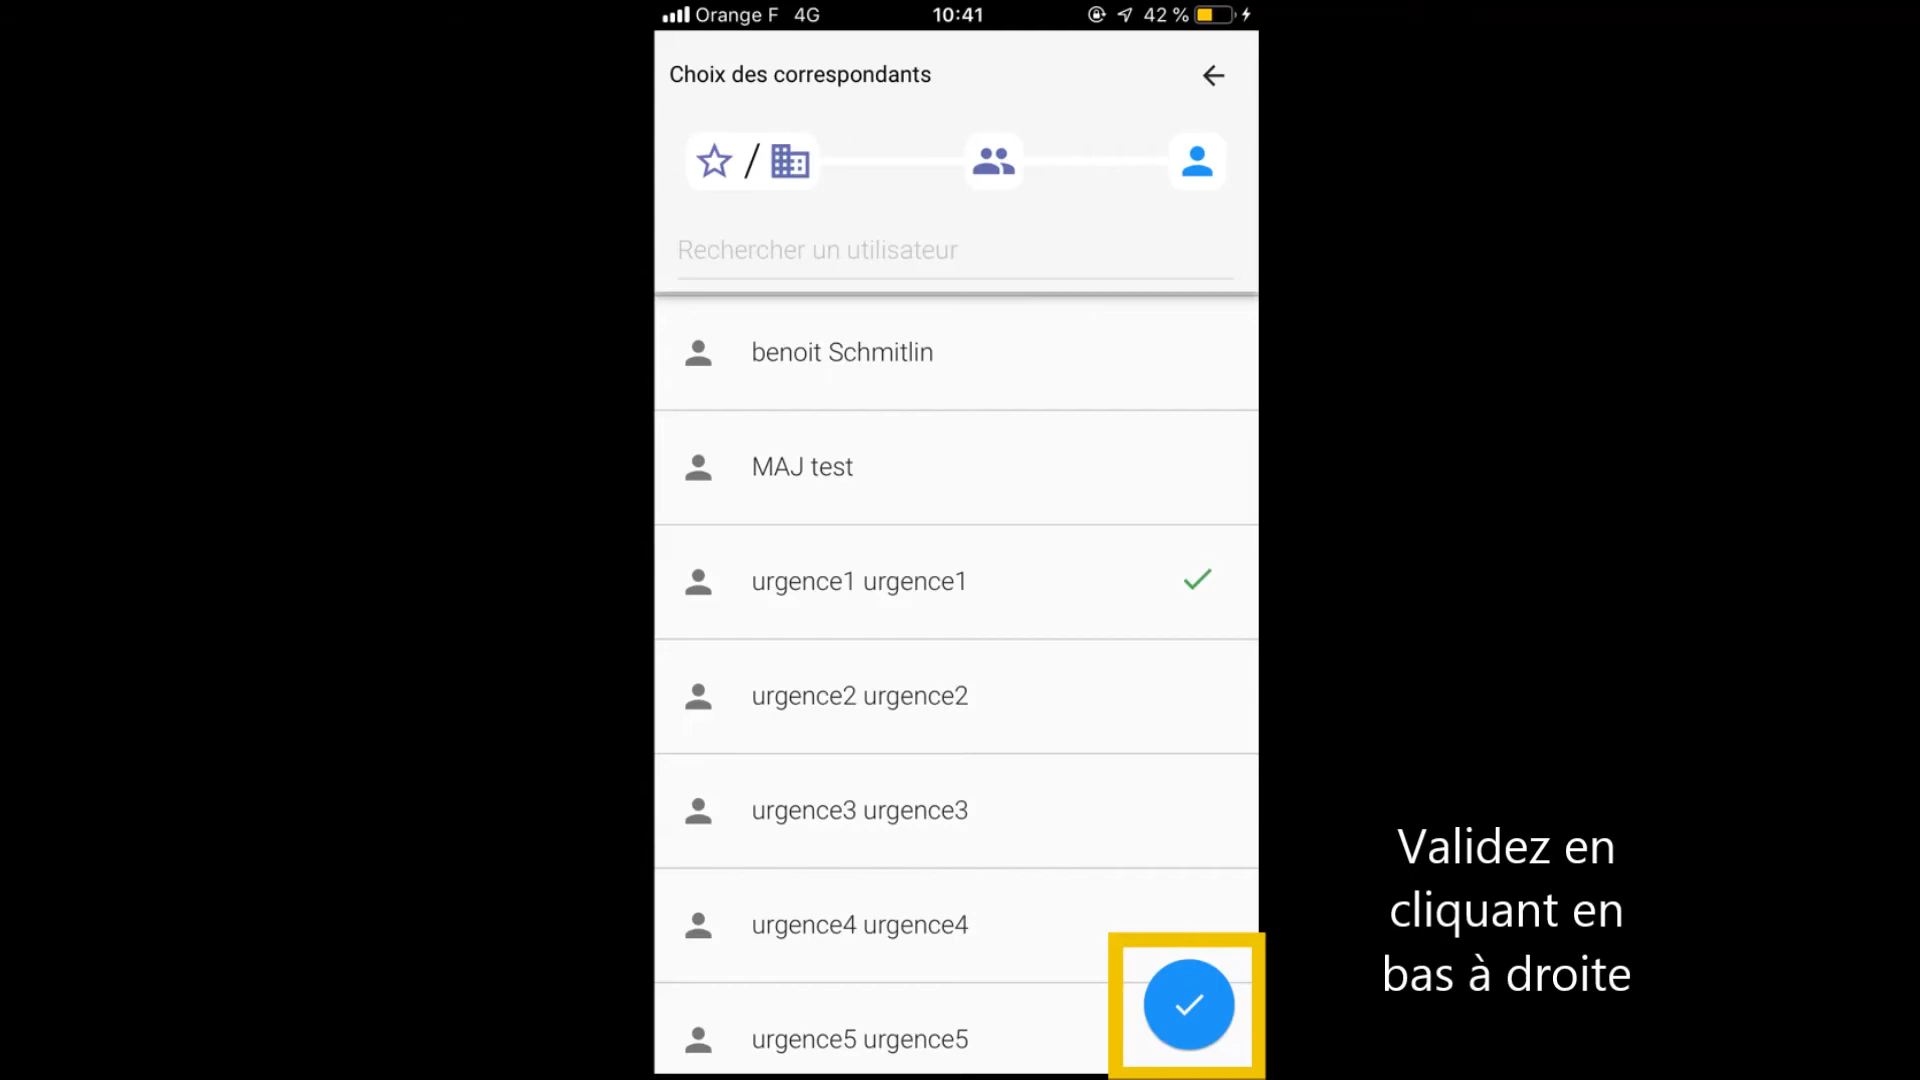 Orange F 4G 10:41 42 %
Choix des correspondants
/
Rechercher un utilisateur
benoit Schmitlin
MAJ test
urgence1 urgence1
urgence2 urgence2
urgence3 urgence3
urgence4 urgence4
urgence5 urgence5
Validez en
cliquant en
bas à droite